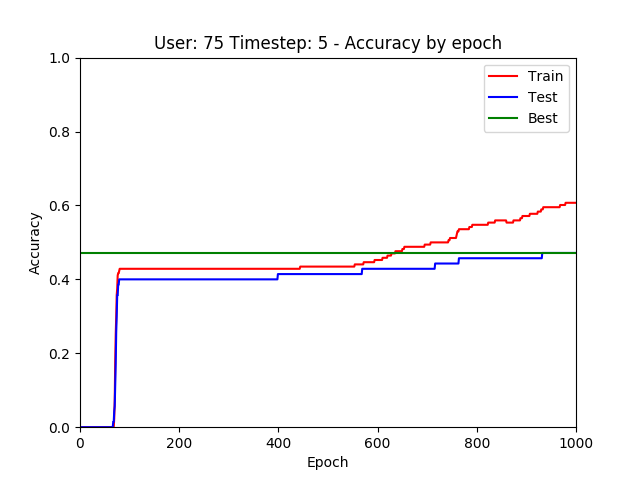 User: 75 Timestep: 5 - Accuracy by epoch
1.0
0.8
0.6
0.4
0.2
0.0
Accuracy
Train
Test
Best
0 200 400 600 800 1000
Epoch